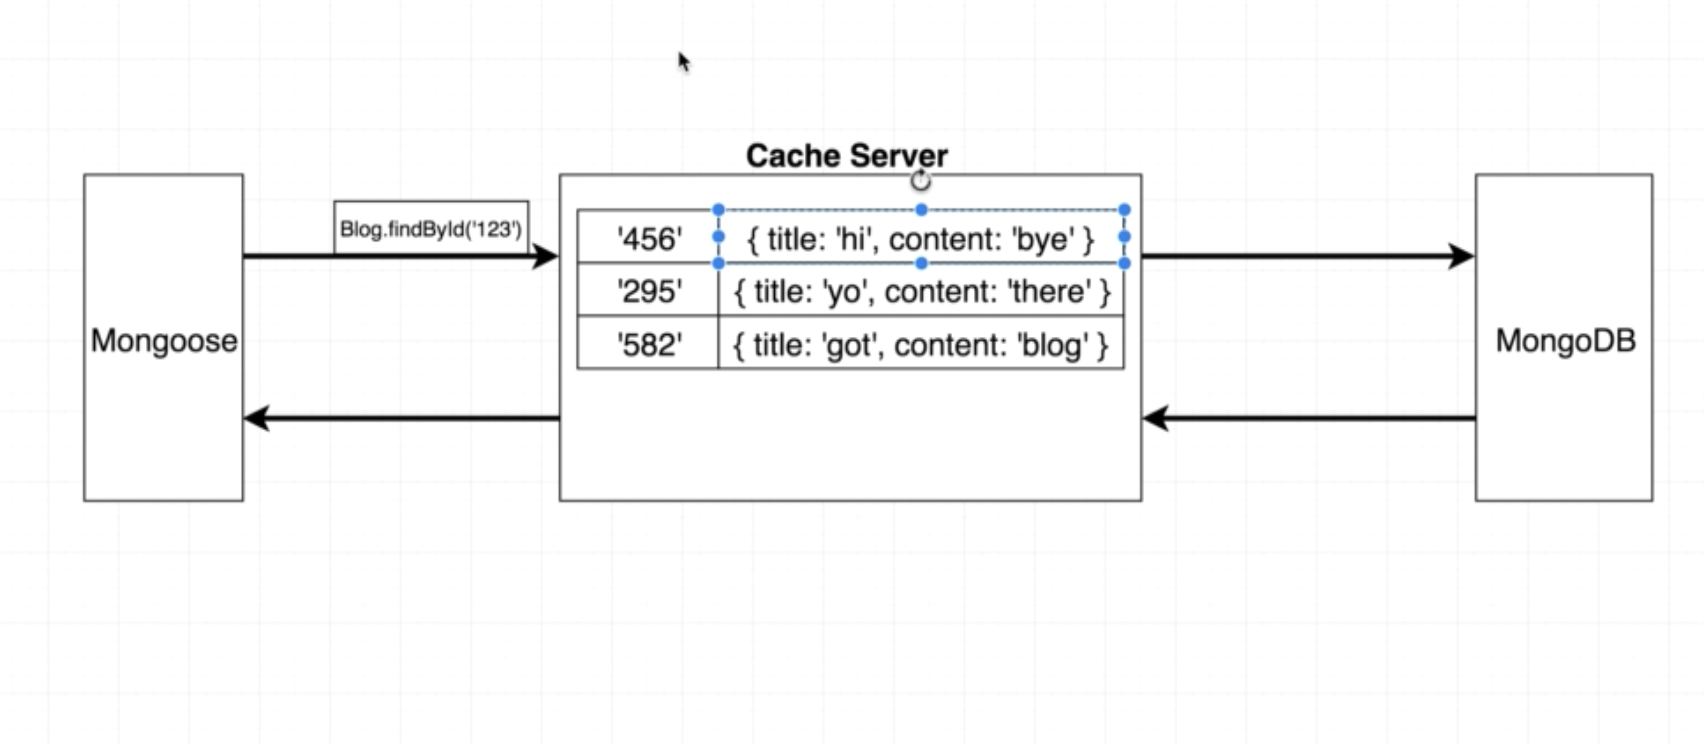 Cache Server
Blog.findById('123')
'456' { title: 'hi', content: 'bye' }
'295' { title: 'yo', content: 'there' }
'582' { title: 'got', content: 'blog' }
Mongoose
MongoDB